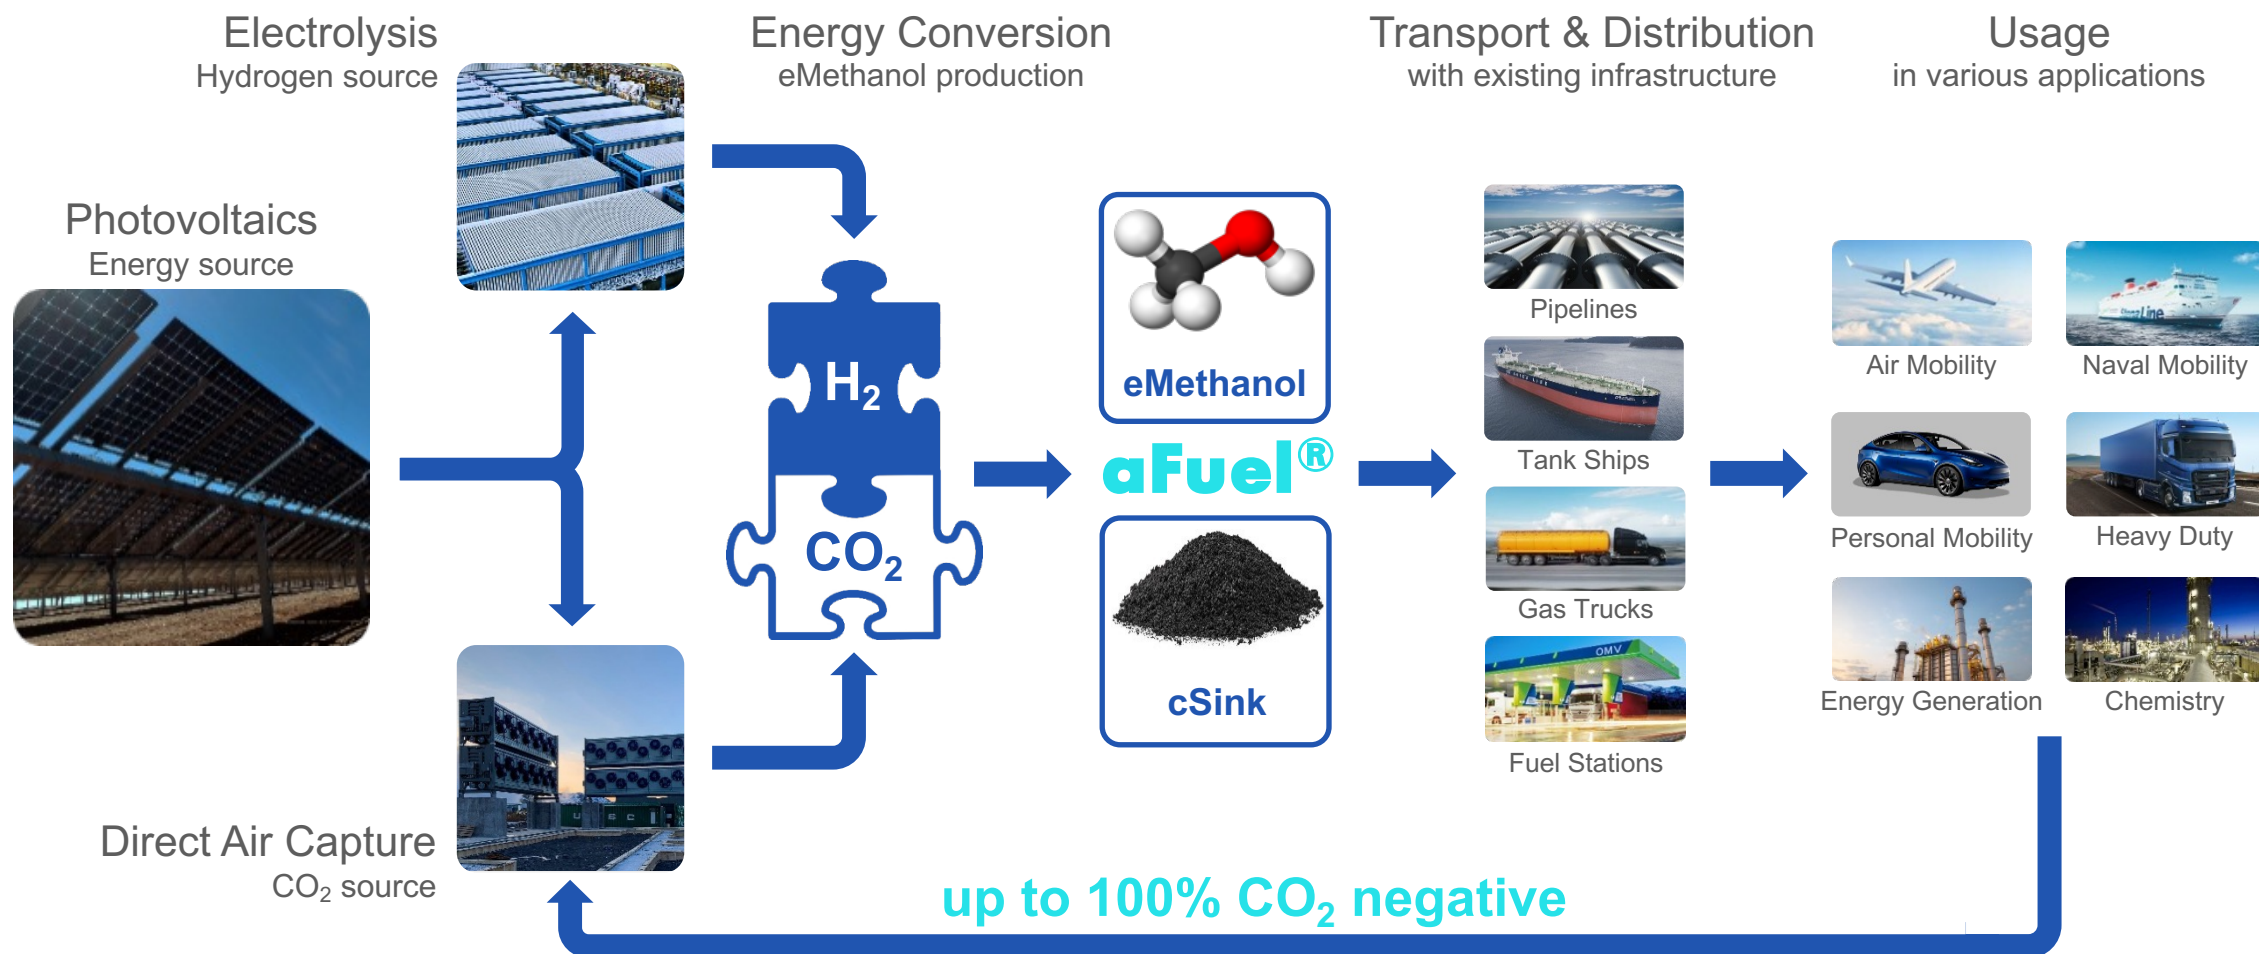 Electrolysis
Hydrogen source
Energy Conversion
eMethanol production
Transport & Distribution
with existing infrastructure
Usage
in various applications
Photovoltaics
Energy source
H₂
CO₂
eMethanol
aFuel®
cSink
Pipelines
Tank Ships
Gas Trucks
OMV
Fuel Stations
Air Mobility
Line
Naval Mobility
Personal Mobility
Heavy Duty
Energy Generation
Chemistry
Direct Air Capture
CO₂ source
up to 100% CO₂ negative